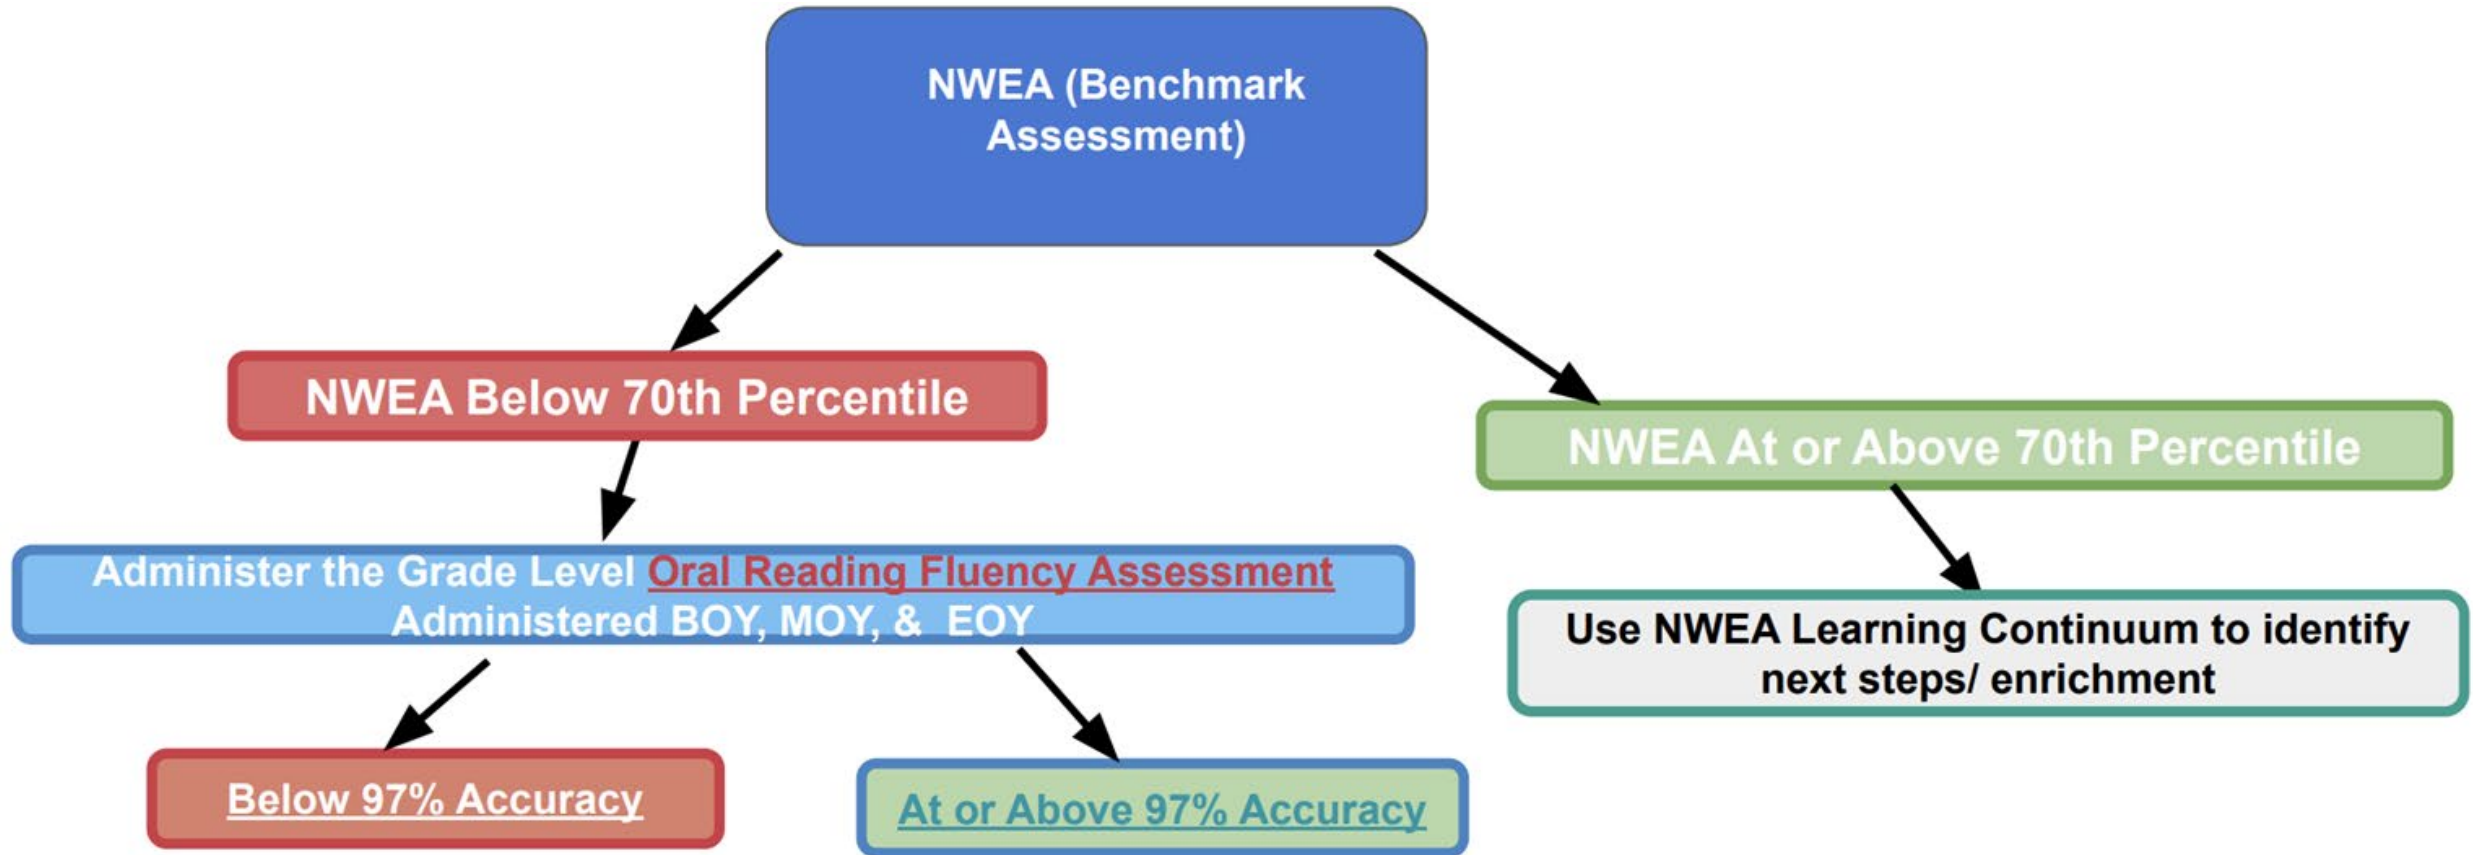 NWEA (Benchmark
Assessment)
NWEA Below 70th Percentile
NWEA At or Above 70th Percentile
Administer the Grade Level Oral Reading Fluency Assessment
Administered BOY, MOY, & EOY
Use NWEA Learning Continuum to identify
next steps/ enrichment
Below 97% Accuracy
At or Above 97% Accuracy